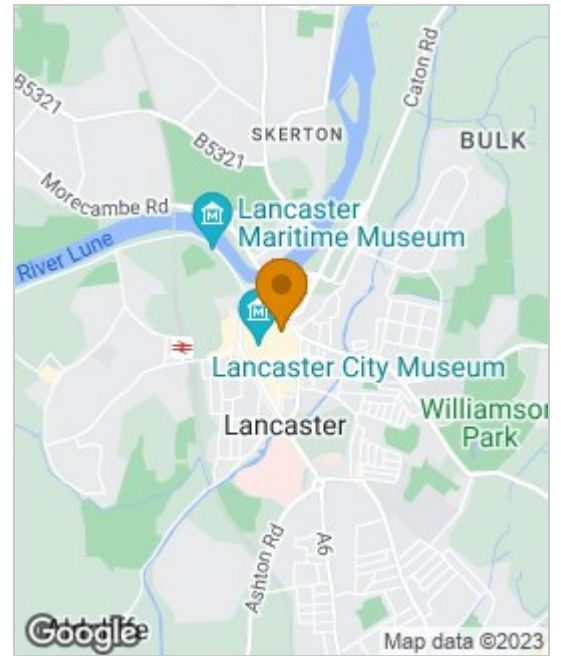 B5321
Caton Rd
SKERTON
BULK
B5321
Morecambe Rd
Lancaster
Maritime Museum
River Lune
Lancaster City Museum
Williamson
Park
Lancaster
Ashton Rd
A6
Google
Map data ©2023